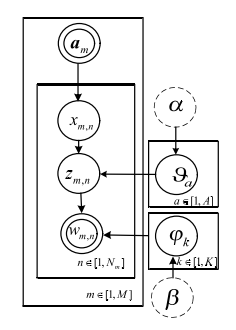 a_m
x_{m,n}
α
z_{m,n}
ϑ_a
a ∈ [1, A]
w_{m,n}
φ_k
n ∈ [1, N_m]
k ∈ [1, K]
m ∈ [1, M]
β